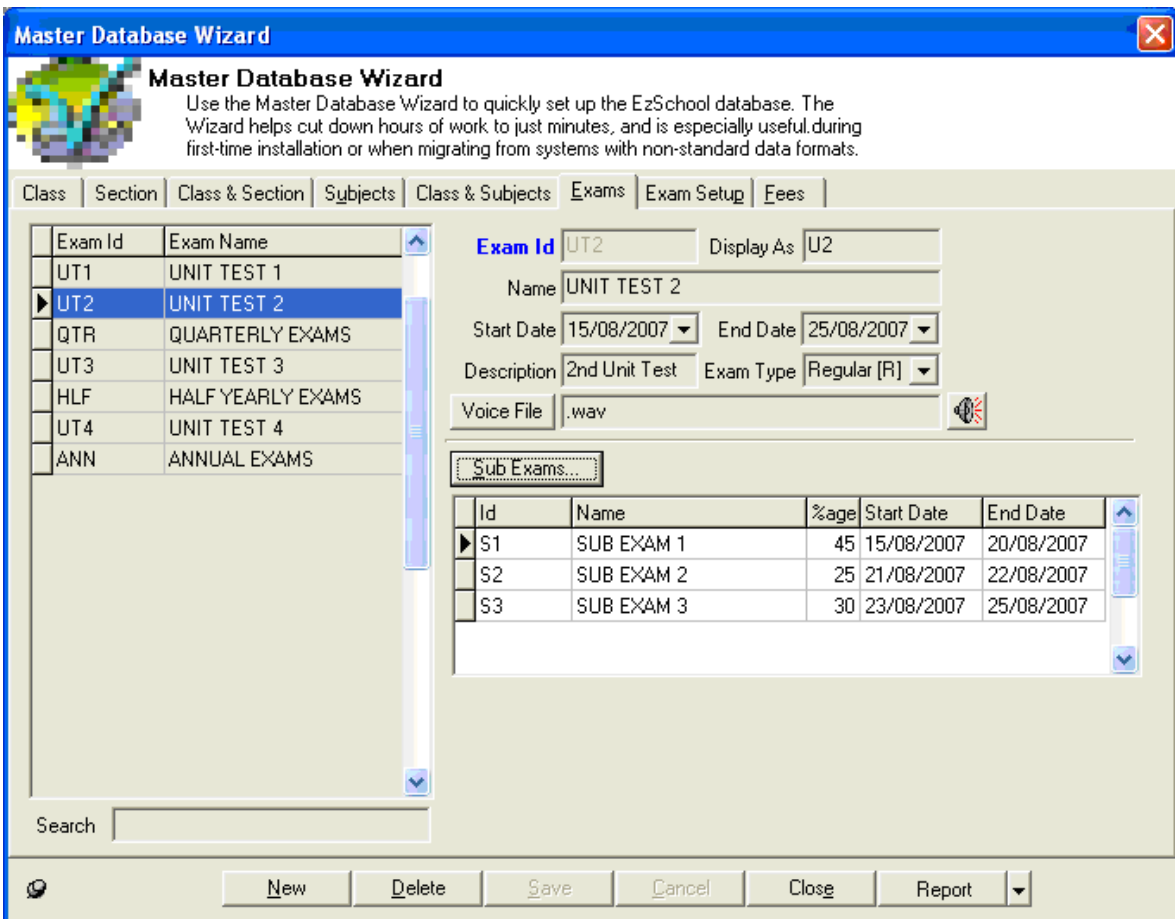 Master Database Wizard
Master Database Wizard
Use the Master Database Wizard to quickly set up the EzSchool database. The
Wizard helps cut down hours of work to just minutes, and is especially useful.during
first-time installation or when migrating from systems with non-standard data formats.
Class Section Class & Section Subjects Class & Subjects Exams Exam Setup Fees
Exam Id Exam Name
UT1 UNIT TEST 1
UT2 UNIT TEST 2
QTR QUARTERLY EXAMS
UT3 UNIT TEST 3
HLF HALF YEARLY EXAMS
UT4 UNIT TEST 4
ANN ANNUAL EXAMS
Search
Exam Id UT2 Display As U2
Name UNIT TEST 2
Start Date 15/08/2007 End Date 25/08/2007
Description 2nd Unit Test Exam Type Regular [R]
Voice File .wav
Sub Exams...
Id Name %age Start Date End Date
S1 SUB EXAM 1 45 15/08/2007 20/08/2007
S2 SUB EXAM 2 25 21/08/2007 22/08/2007
S3 SUB EXAM 3 30 23/08/2007 25/08/2007
New Delete Save Cancel Close Report